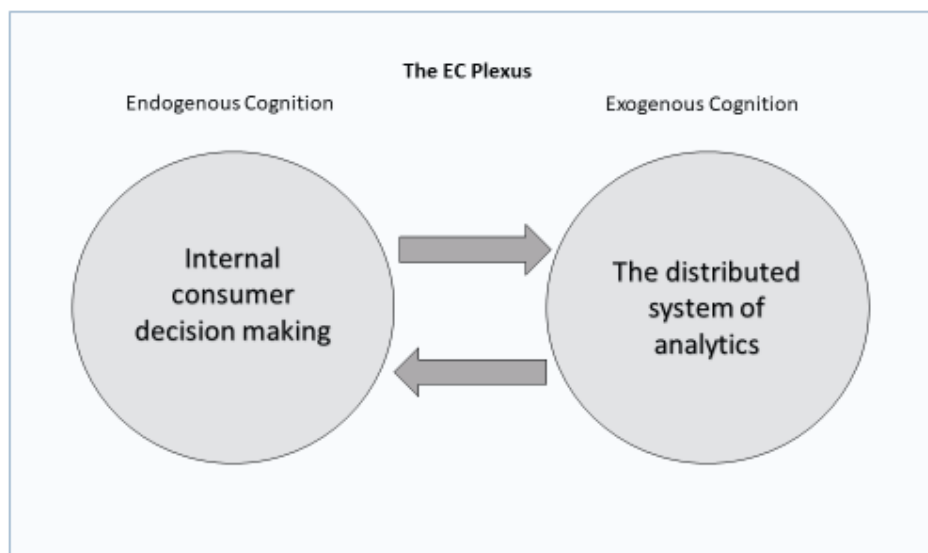 The EC Plexus
Endogenous Cognition
Exogenous Cognition
Internal
consumer
decision making
The distributed
system of
analytics